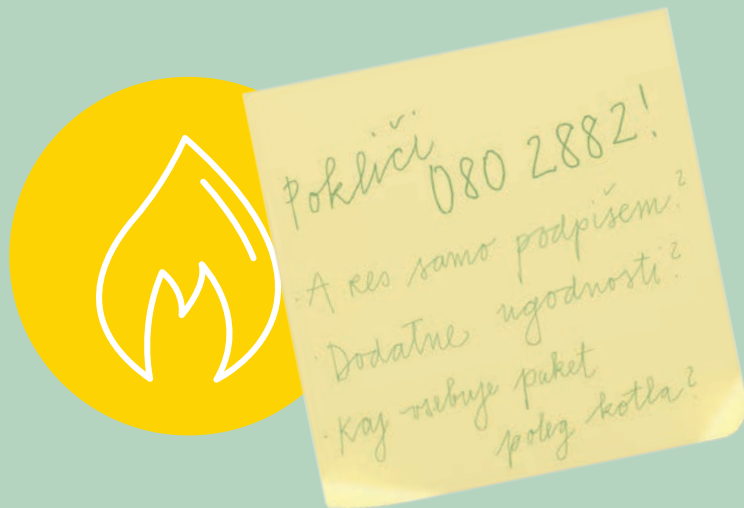 Pokliči
080 2882!
· A res samo podpišem?
· Dodatne ugodnosti?
· Kaj vsebuje paket
poleg kotla?